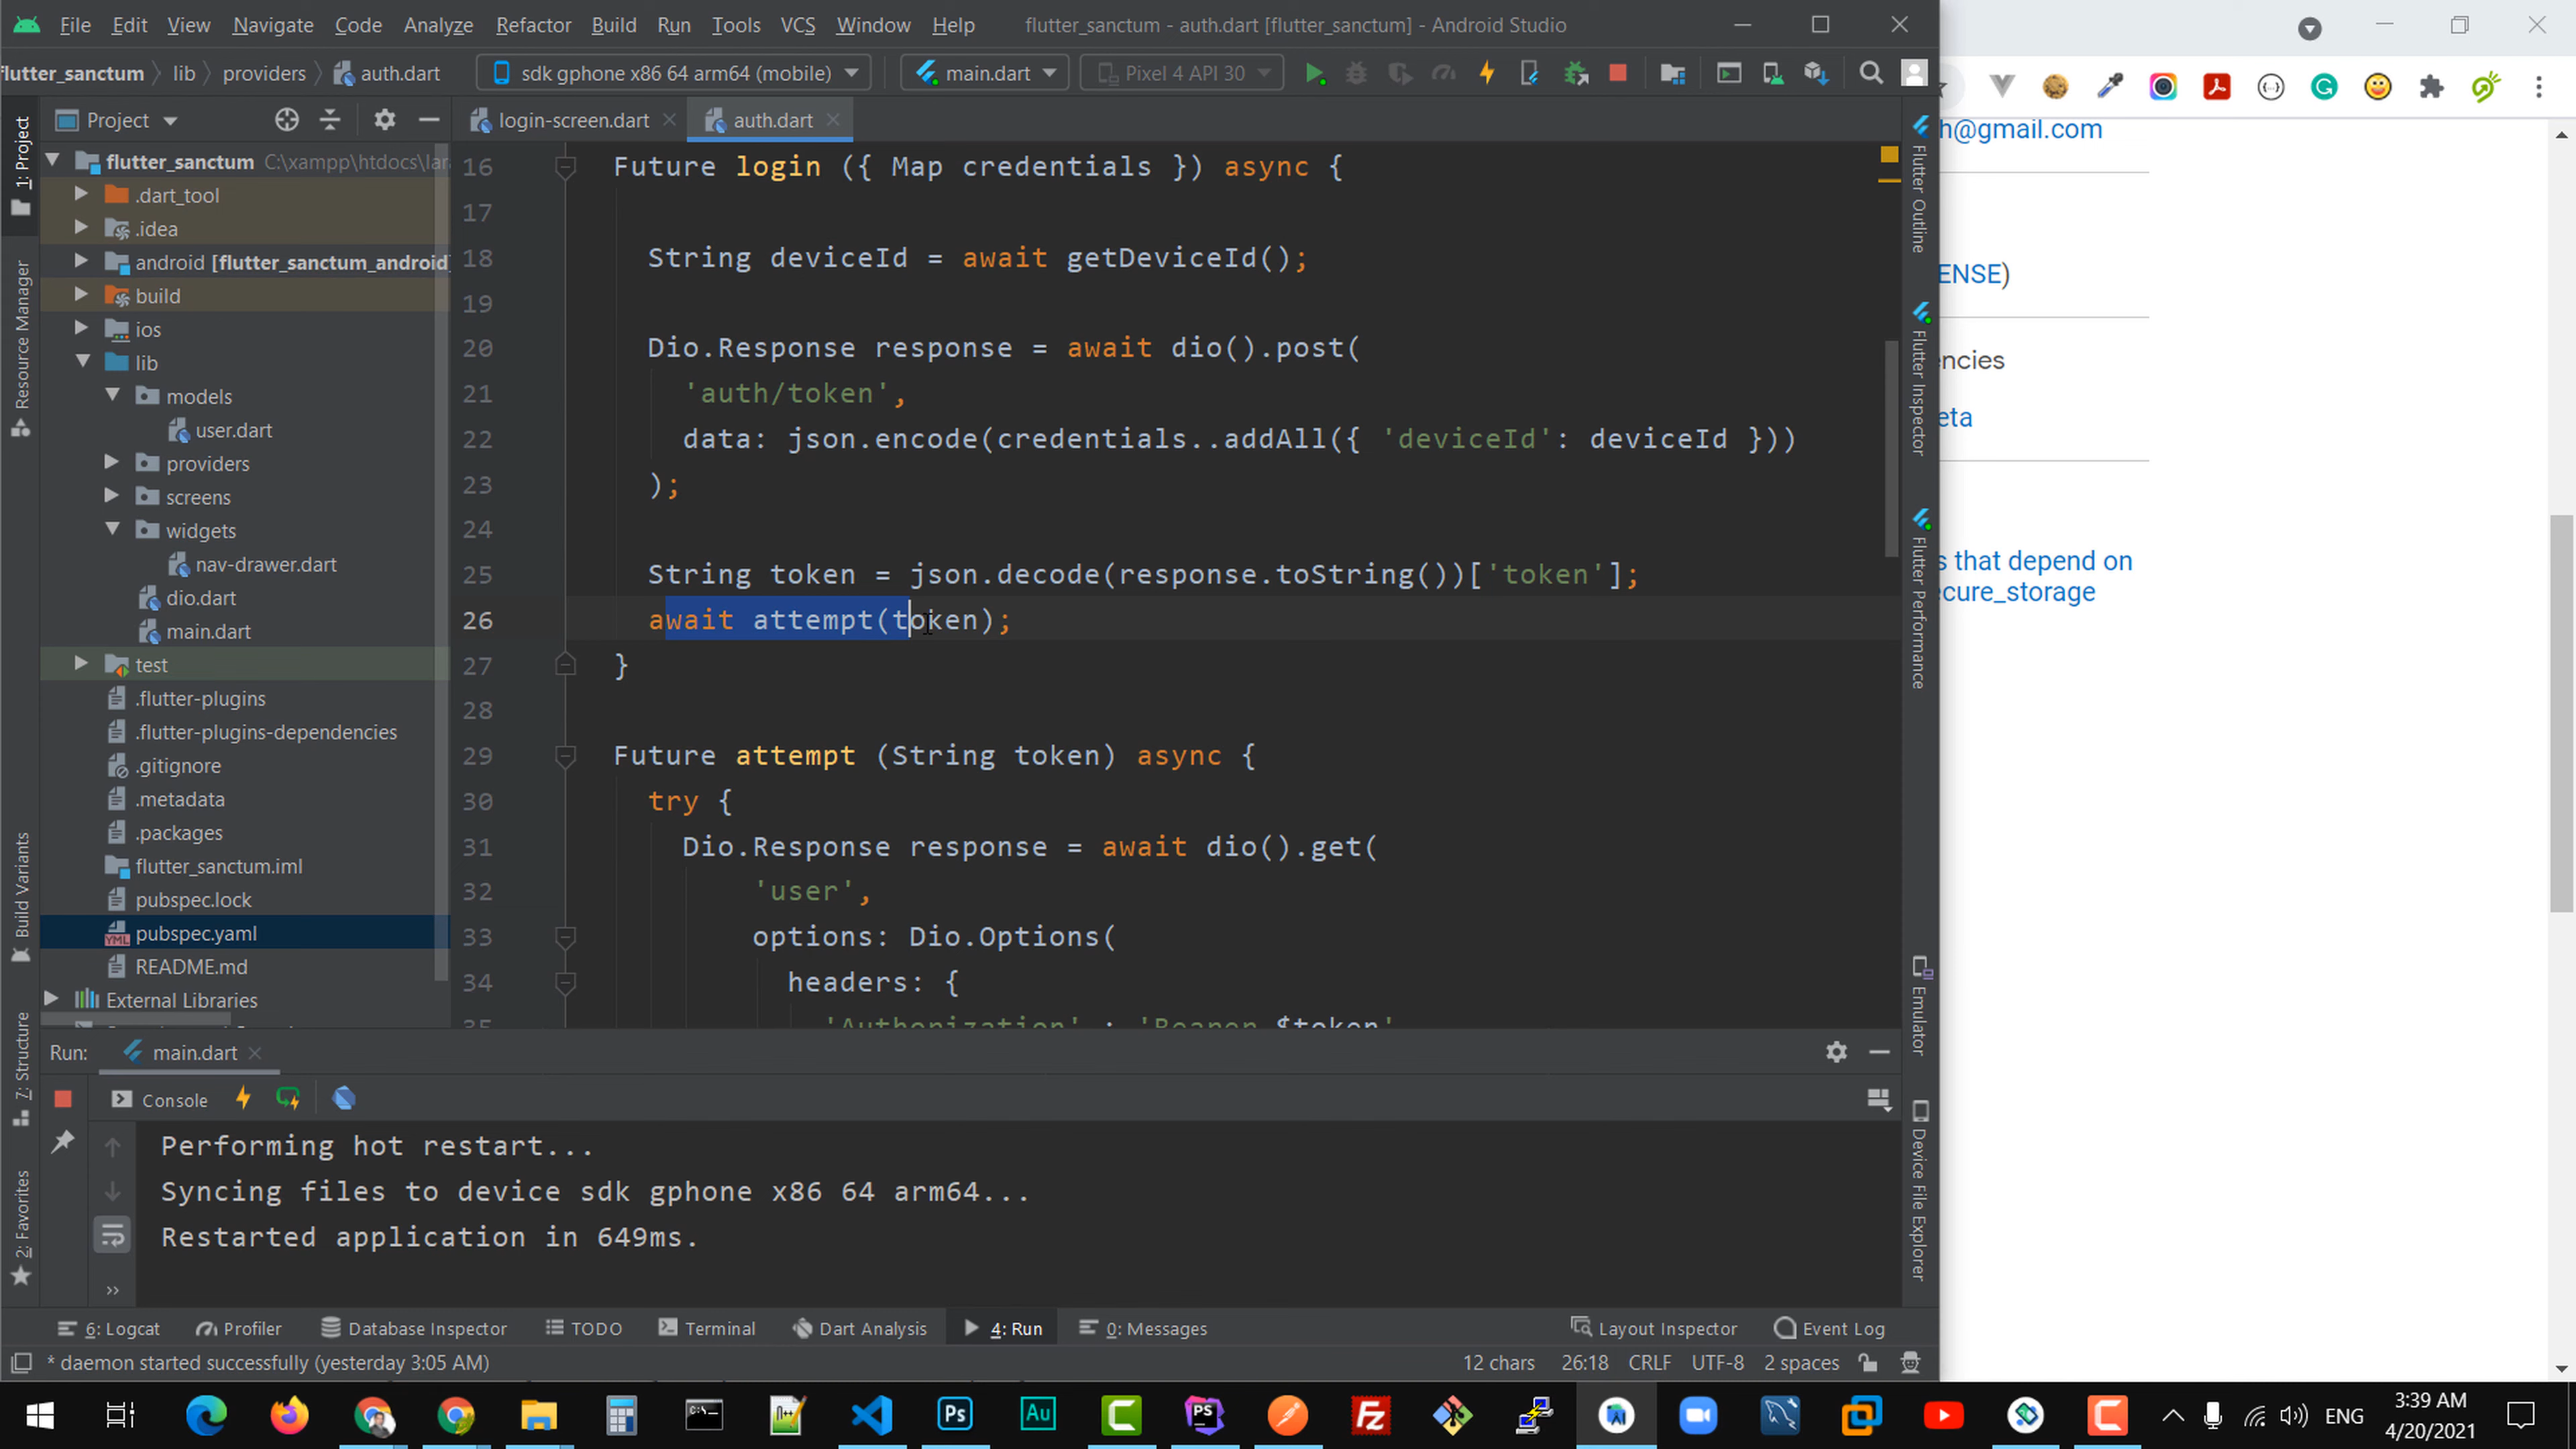 File Edit View Navigate Code Analyze Refactor Build Run Tools VCS Window Help flutter_sanctum - auth.dart [flutter_sanctum] - Android Studio
flutter_sanctum lib providers auth.dart sdk gphone x86 64 arm64 (mobile) main.dart Pixel 4 API 30
Project login-screen.dart auth.dart
1: Project
Resource Manager
Build Variants
7: Structure
2: Favorites
flutter_sanctum
.dart_tool
.idea
android [flutter_sanctum_android]
build
ios
lib
models
user.dart
providers
screens
widgets
nav-drawer.dart
dio.dart
main.dart
test
.flutter-plugins
.flutter-plugins-dependencies
.gitignore
.metadata
.packages
flutter_sanctum.iml
pubspec.lock
pubspec.yaml
README.md
External Libraries
16 Future login ({ Map credentials }) async {
17
18 String deviceId = await getDeviceId();
19
20 Dio.Response response = await dio().post(
21 'auth/token',
22 data: json.encode(credentials..addAll({ 'deviceId': deviceId }))
23 );
24
25 String token = json.decode(response.toString())['token'];
26 await attempt(token);
27 }
28
29 Future attempt (String token) async {
30 try {
31 Dio.Response response = await dio().get(
32 'user',
33 options: Dio.Options(
34 headers: {
35 'Authorization' : 'Bearer $token'
Flutter Outline
Flutter Inspector
Flutter Performance
Emulator
Device File Explorer
h@gmail.com
ENSE)
encies
eta
s that depend on
ecure_storage
Run: main.dart
Console
Performing hot restart...
Syncing files to device sdk gphone x86 64 arm64...
Restarted application in 649ms.
6: Logcat Profiler Database Inspector TODO Terminal Dart Analysis 4: Run 0: Messages Layout Inspector Event Log
* daemon started successfully (yesterday 3:05 AM) 12 chars 26:18 CRLF UTF-8 2 spaces
ENG 3:39 AM
4/20/2021